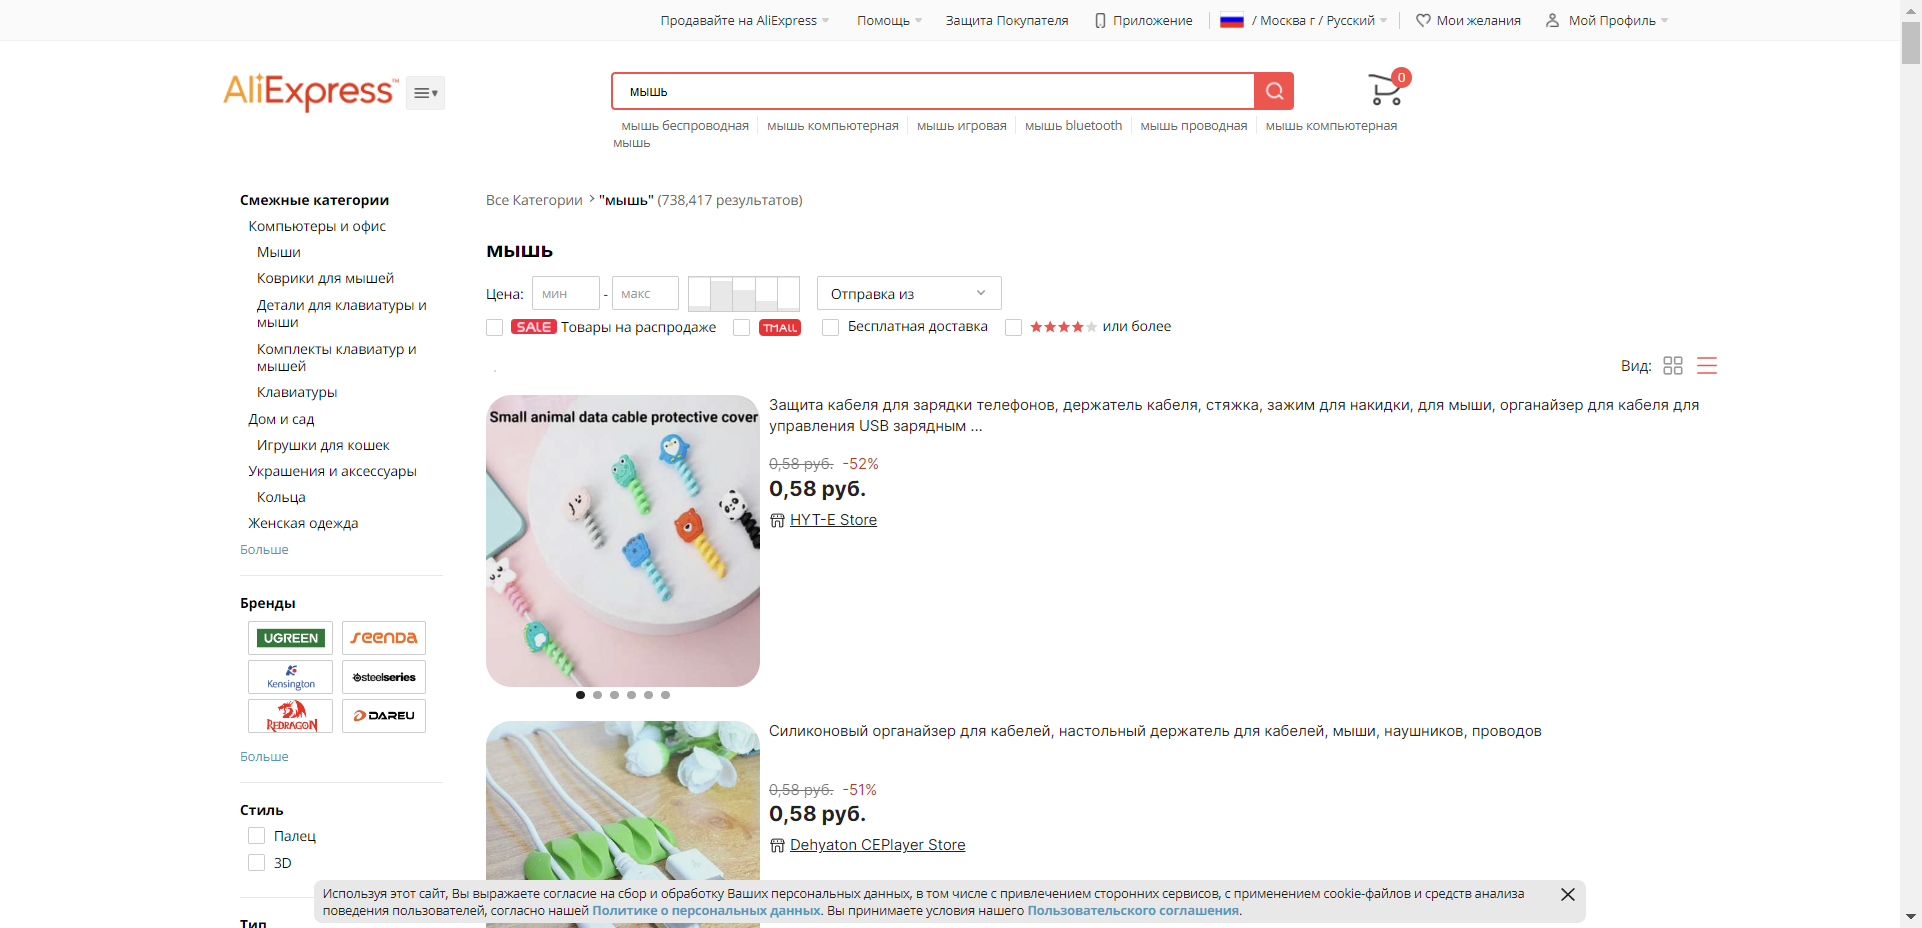 Продавайте на AliExpress
Помощь
Защита Покупателя
Приложение
/ Москва г / Русский
Мои желания
Мой Профиль
AliExpress™
мышь
0
мышь беспроводная
мышь компьютерная
мышь игровая
мышь bluetooth
мышь проводная
мышь компьютерная
мышь
Смежные категории
Компьютеры и офис
Мыши
Коврики для мышей
Детали для клавиатуры и
мыши
Комплекты клавиатур и
мышей
Клавиатуры
Дом и сад
Игрушки для кошек
Украшения и аксессуары
Кольца
Женская одежда
Больше
Бренды
UGREEN
seenda
Kensington
steelseries
REDRAGON
DAREU
Больше
Стиль
Палец
3D
Тип
Все Категории > "мышь" (738,417 результатов)
мышь
Цена:
мин
-
макс
Отправка из
SALE Товары на распродаже
TMALL
Бесплатная доставка
или более
Вид:
Small animal data cable protective cover
Защита кабеля для зарядки телефонов, держатель кабеля, стяжка, зажим для накидки, для мыши, органайзер для кабеля для
управления USB зарядным ...
0,58 руб. -52%
0,58 руб.
HYT-E Store
Силиконовый органайзер для кабелей, настольный держатель для кабелей, мыши, наушников, проводов
0,58 руб. -51%
0,58 руб.
Dehyaton CEPlayer Store
Используя этот сайт, Вы выражаете согласие на сбор и обработку Ваших персональных данных, в том числе с привлечением сторонних сервисов, с применением cookie-файлов и средств анализа
поведения пользователей, согласно нашей Политике о персональных данных. Вы принимаете условия нашего Пользовательского соглашения.